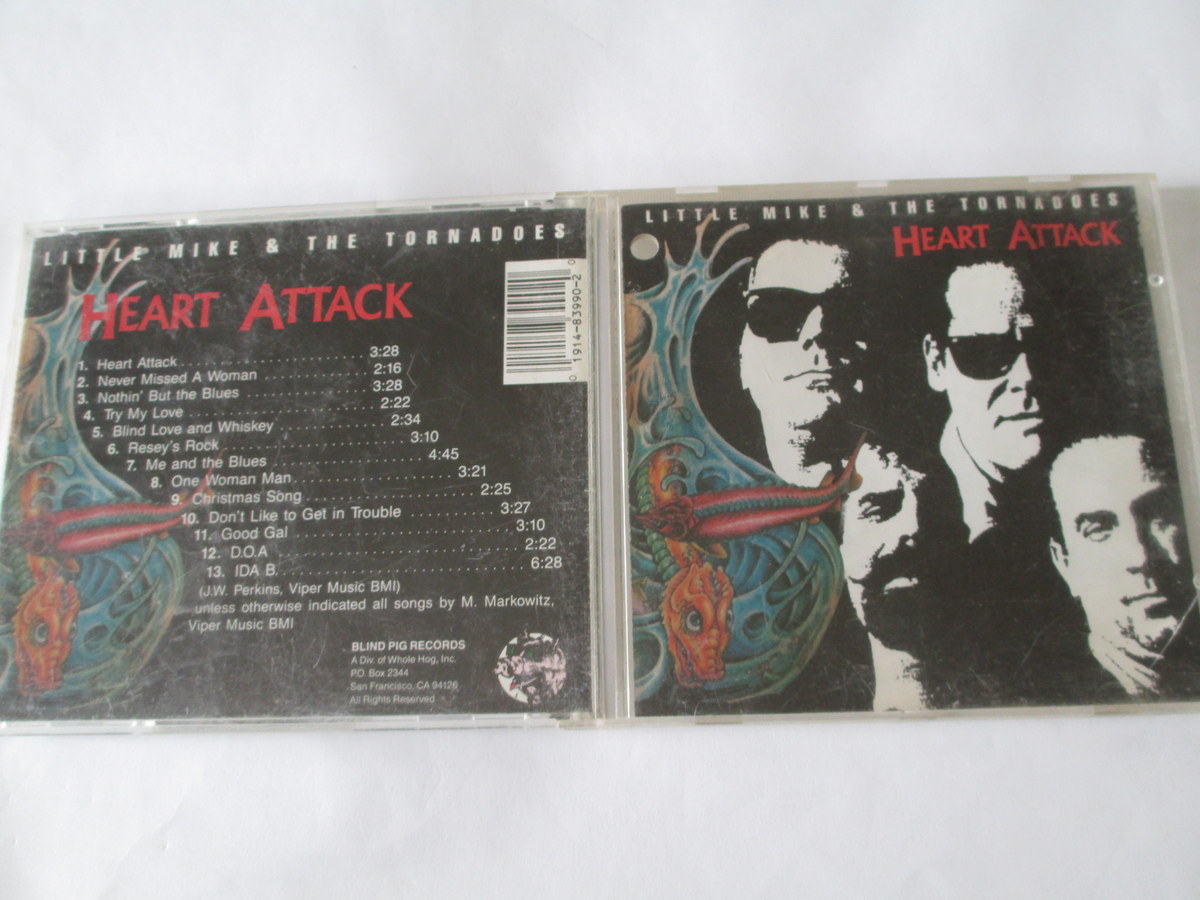 LITTLE MIKE & THE TORNADOES
HEART ATTACK
1. Heart Attack 3:28
2. Never Missed A Woman 2:16
3. Nothin' But the Blues 3:28
4. Try My Love 2:22
5. Blind Love and Whiskey 2:34
6. Resey's Rock 3:10
7. Me and the Blues 4:45
8. One Woman Man 3:21
9. Christmas Song 2:25
10. Don't Like to Get in Trouble 3:27
11. Good Gal 3:10
12. D.O.A 2:22
13. IDA B. 6:28
(J.W. Perkins, Viper Music BMI)
unless otherwise indicated all songs by M. Markowitz,
Viper Music BMI
BLIND PIG RECORDS
A Div. of Whole Hog, Inc.
P.O. Box 2344
San Francisco, CA 94126
All Rights Reserved
0 1914-83990-2 0
LITTLE MIKE & THE TORNADOES
HEART ATTACK